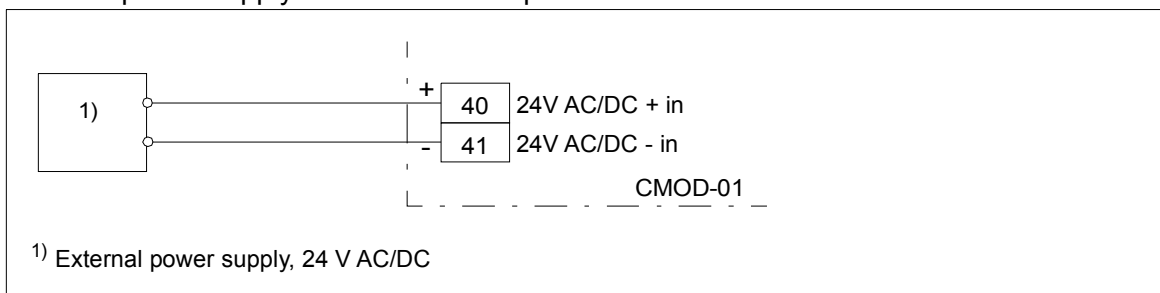 1)
+ 40 24V AC/DC + in
- 41 24V AC/DC - in
CMOD-01
1) External power supply, 24 V AC/DC